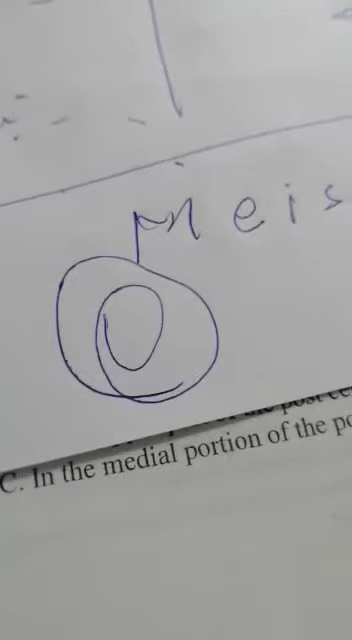 Meis
C. In the medial portion of the po